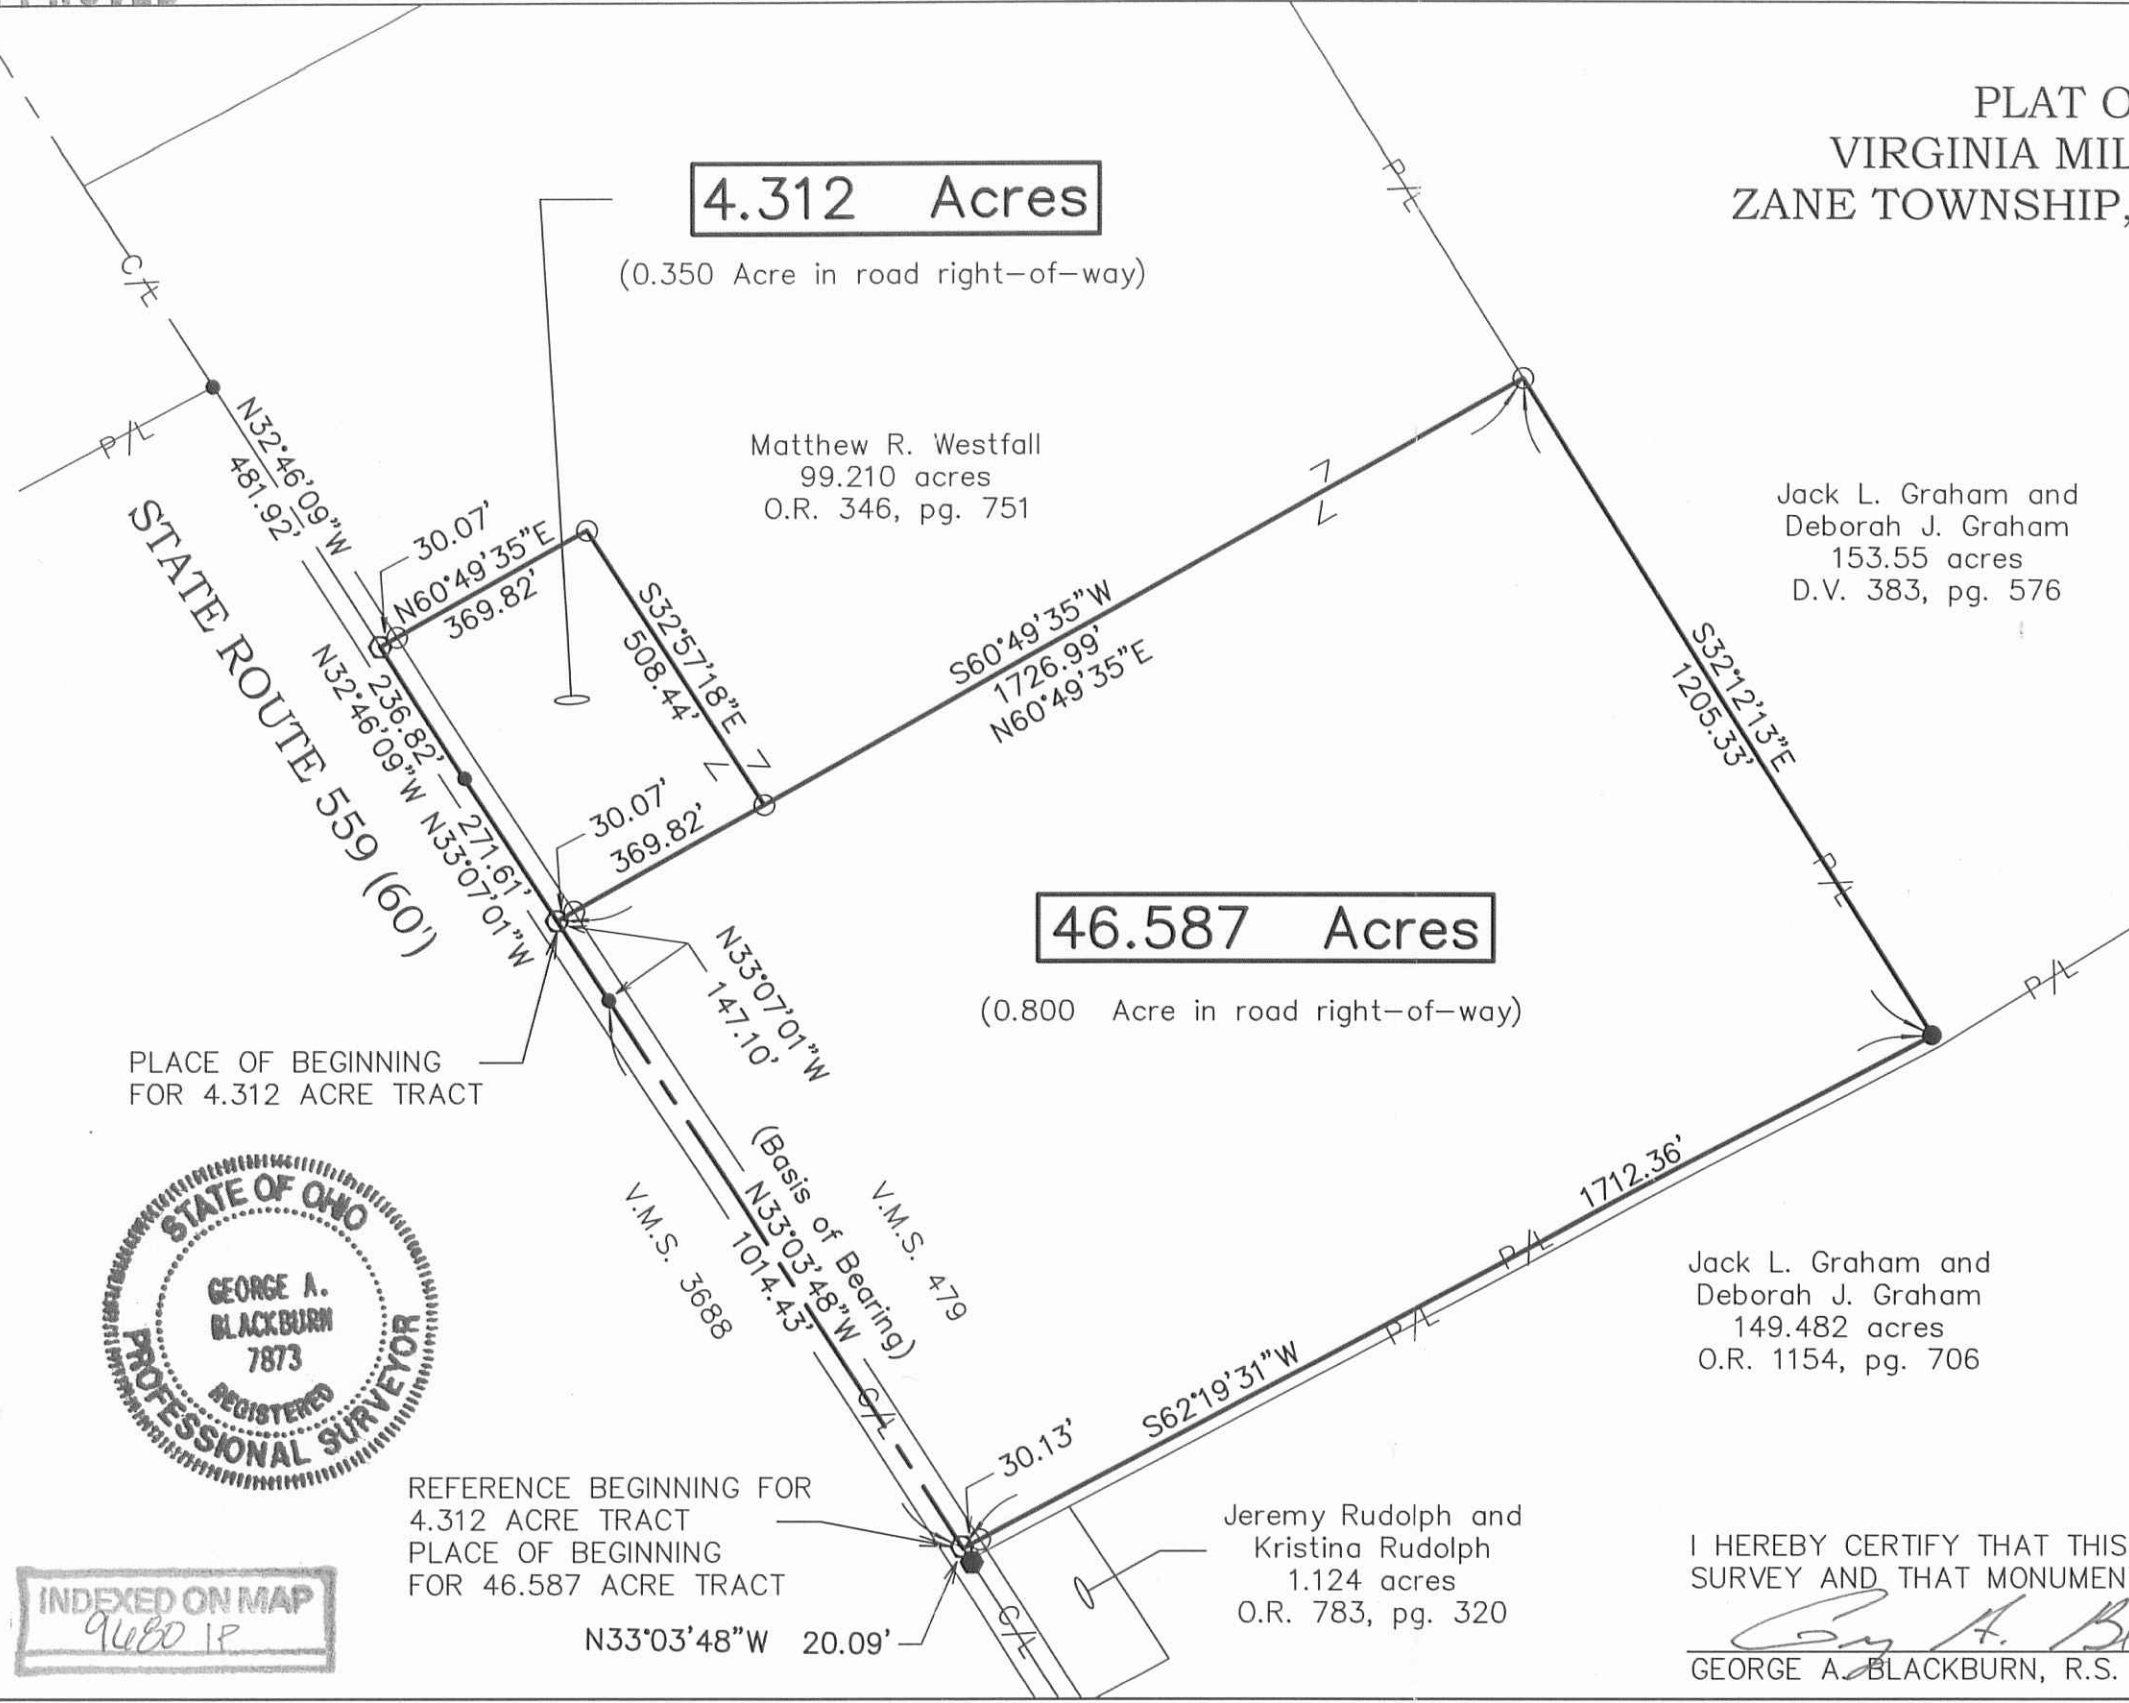 PLAT O
VIRGINIA MIL
ZANE TOWNSHIP,
4.312 Acres
(0.350 Acre in road right-of-way)
P/L
C/L
P/L
N32°46'09"W
481.92'
STATE ROUTE 559 (60')
Matthew R. Westfall
99.210 acres
O.R. 346, pg. 751
Jack L. Graham and
Deborah J. Graham
153.55 acres
D.V. 383, pg. 576
30.07'
N60°49'35"E
369.82'
S32°57'18"E
508.44'
236.82'
N32°46'09"W
271.61'
N33°07'01"W
S60°49'35"W
1726.99'
N60°49'35"E
S32°12'13"E
1205.33'
30.07'
369.82'
P/L
P/L
46.587 Acres
(0.800 Acre in road right-of-way)
N33°07'01"W
147.10'
PLACE OF BEGINNING
FOR 4.312 ACRE TRACT
(Basis of Bearing)
N33°03'48"W
1014.43'
V.M.S. 3688
V.M.S. 479
1712.36'
P/L
P/L
S62°19'31"W
STATE OF OHIO
GEORGE A.
BLACKBURN
7873
REGISTERED
PROFESSIONAL SURVEYOR
Jack L. Graham and
Deborah J. Graham
149.482 acres
O.R. 1154, pg. 706
C/L
30.13'
REFERENCE BEGINNING FOR
4.312 ACRE TRACT
PLACE OF BEGINNING
FOR 46.587 ACRE TRACT
N33°03'48"W 20.09'
C/L
Jeremy Rudolph and
Kristina Rudolph
1.124 acres
O.R. 783, pg. 320
INDEXED ON MAP
9680 IP
I HEREBY CERTIFY THAT THIS
SURVEY AND THAT MONUMEN
GEORGE A. BLACKBURN, R.S.